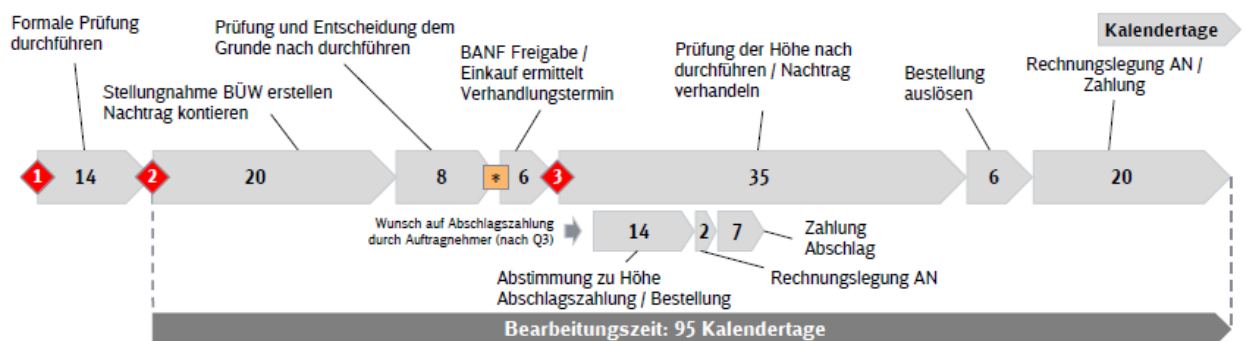 Formale Prüfung
durchführen
Prüfung und Entscheidung dem
Grunde nach durchführen
Stellungnahme BÜW erstellen
Nachtrag kontieren
BANF Freigabe /
Einkauf ermittelt
Verhandlungstermin
Prüfung der Höhe nach
durchführen / Nachtrag
verhandeln
Bestellung
auslösen
Kalendertage
Rechnungslegung AN /
Zahlung
1 14 2 20 8 * 6 3 35 6 20
Wunsch auf Abschlagszahlung
durch Auftragnehmer (nach Q3)
14 2 7
Zahlung
Abschlag
Abstimmung zu Höhe
Abschlagszahlung / Bestellung
Rechnungslegung AN
Bearbeitungszeit: 95 Kalendertage